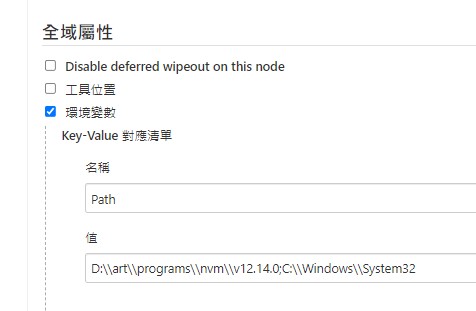 全域屬性
Disable deferred wipeout on this node
工具位置
環境變數
Key-Value 對應清單
名稱
Path
值
D:\\art\\programs\\nvm\\v12.14.0;C:\\Windows\\System32